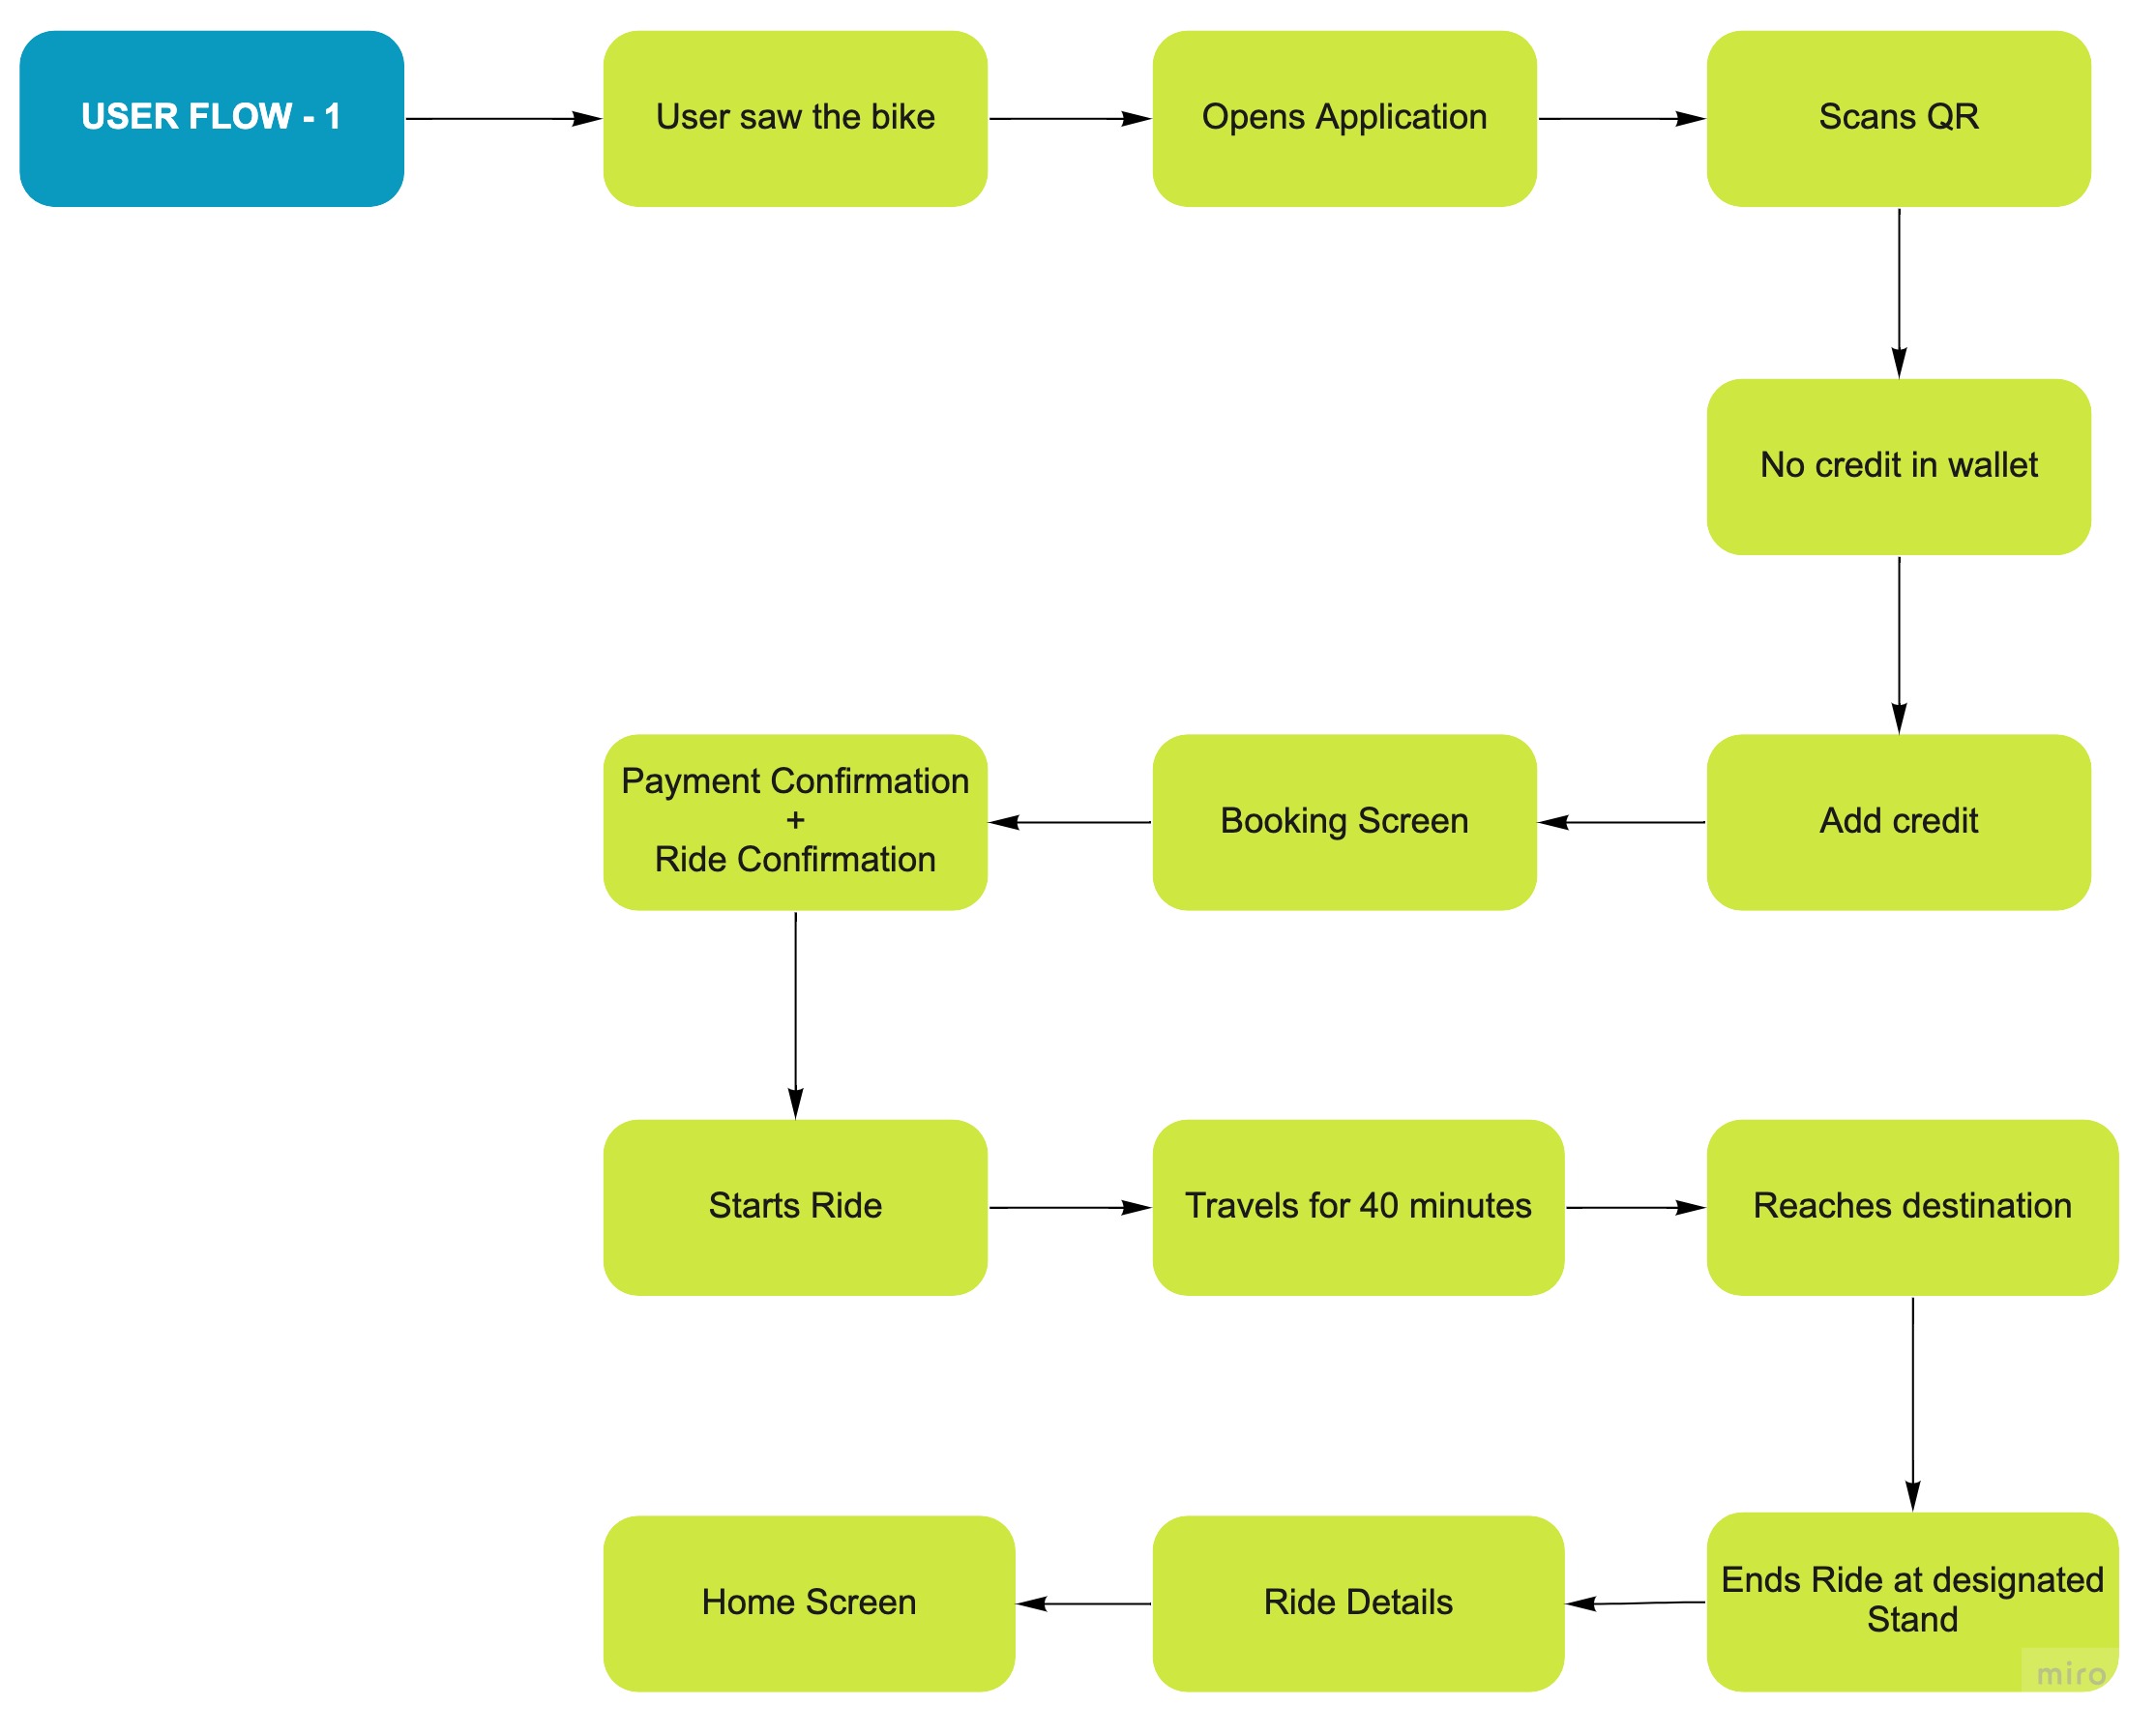 USER FLOW - 1
User saw the bike
Opens Application
Scans QR
No credit in wallet
Add credit
Booking Screen
Payment Confirmation
+
Ride Confirmation
Starts Ride
Travels for 40 minutes
Reaches destination
Ends Ride at designated
Stand
Ride Details
Home Screen
miro